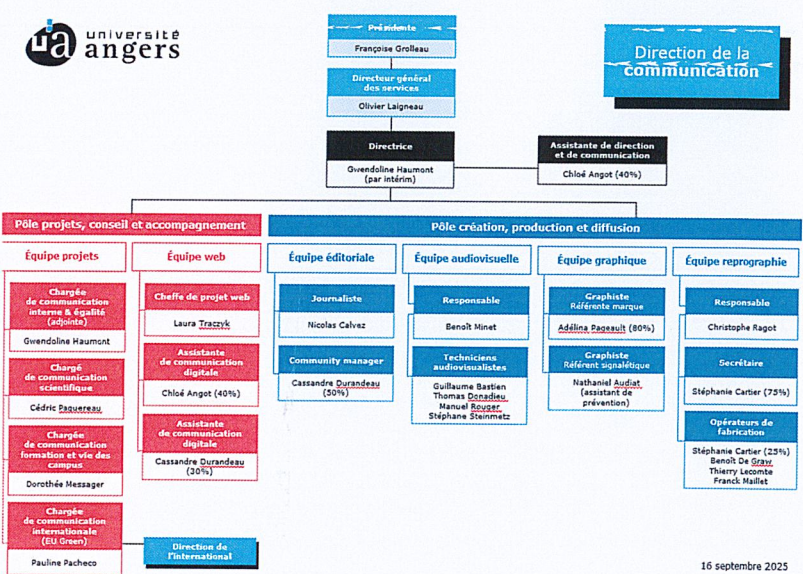 université
angers
Présidente
Françoise Grolleau
Directeur général
des services
Olivier Laigneau
Direction de la
communication
Directrice
Gwendoline Haumont
(par intérim)
Assistante de direction
et de communication
Chloé Angot (40%)
Pôle projets, conseil et accompagnement
Équipe projets
Chargée
de communication
interne & égalité
(adjointe)
Gwendoline Haumont
Chargé
de communication
scientifique
Cédric Paquereau
Chargée
de communication
formation et vie des
campus
Dorothée Messager
Chargée
de communication
internationale
(EU Green)
Pauline Pacheco
Direction de
l'international
Équipe web
Cheffe de projet web
Laura Traczyk
Assistante
de communication
digitale
Chloé Angot (40%)
Assistante
de communication
digitale
Cassandre Durandeau
(30%)
Pôle création, production et diffusion
Équipe éditoriale
Journaliste
Nicolas Calvez
Community manager
Cassandre Durandeau
(50%)
Équipe audiovisuelle
Responsable
Benoît Minet
Techniciens
audiovisualistes
Guillaume Bastien
Thomas Donadieu
Manuel Rouger
Stéphane Steinmetz
Équipe graphique
Graphiste
Référente marque
Adélina Pageault (80%)
Graphiste
Référent signalétique
Nathaniel Audiat
(assistant de
prévention)
Équipe reprographie
Responsable
Christophe Ragot
Secrétaire
Stéphanie Cartier (75%)
Opérateurs de
fabrication
Stéphanie Cartier (25%)
Benoît De Graw
Thierry Lecomte
Franck Maillet
16 septembre 2025